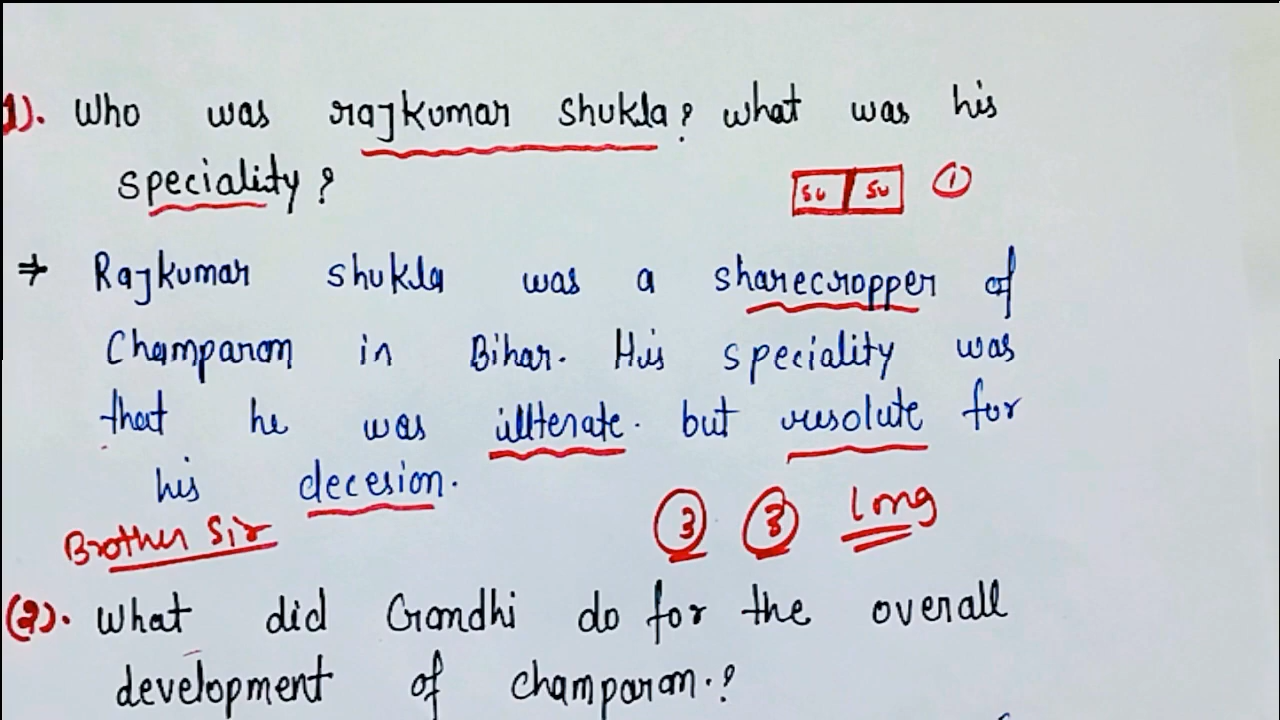 1). Who was rajkumar shukla? what was his
speciality?
50 50 1
⇒ Rajkumar shukla was a sharecropper of
Champaran in Bihar. His speciality was
that he was illterate. but resolute for
his decesion.
3 3 long
Brother Sir
(2). What did Gandhi do for the overall
development of champaran.?